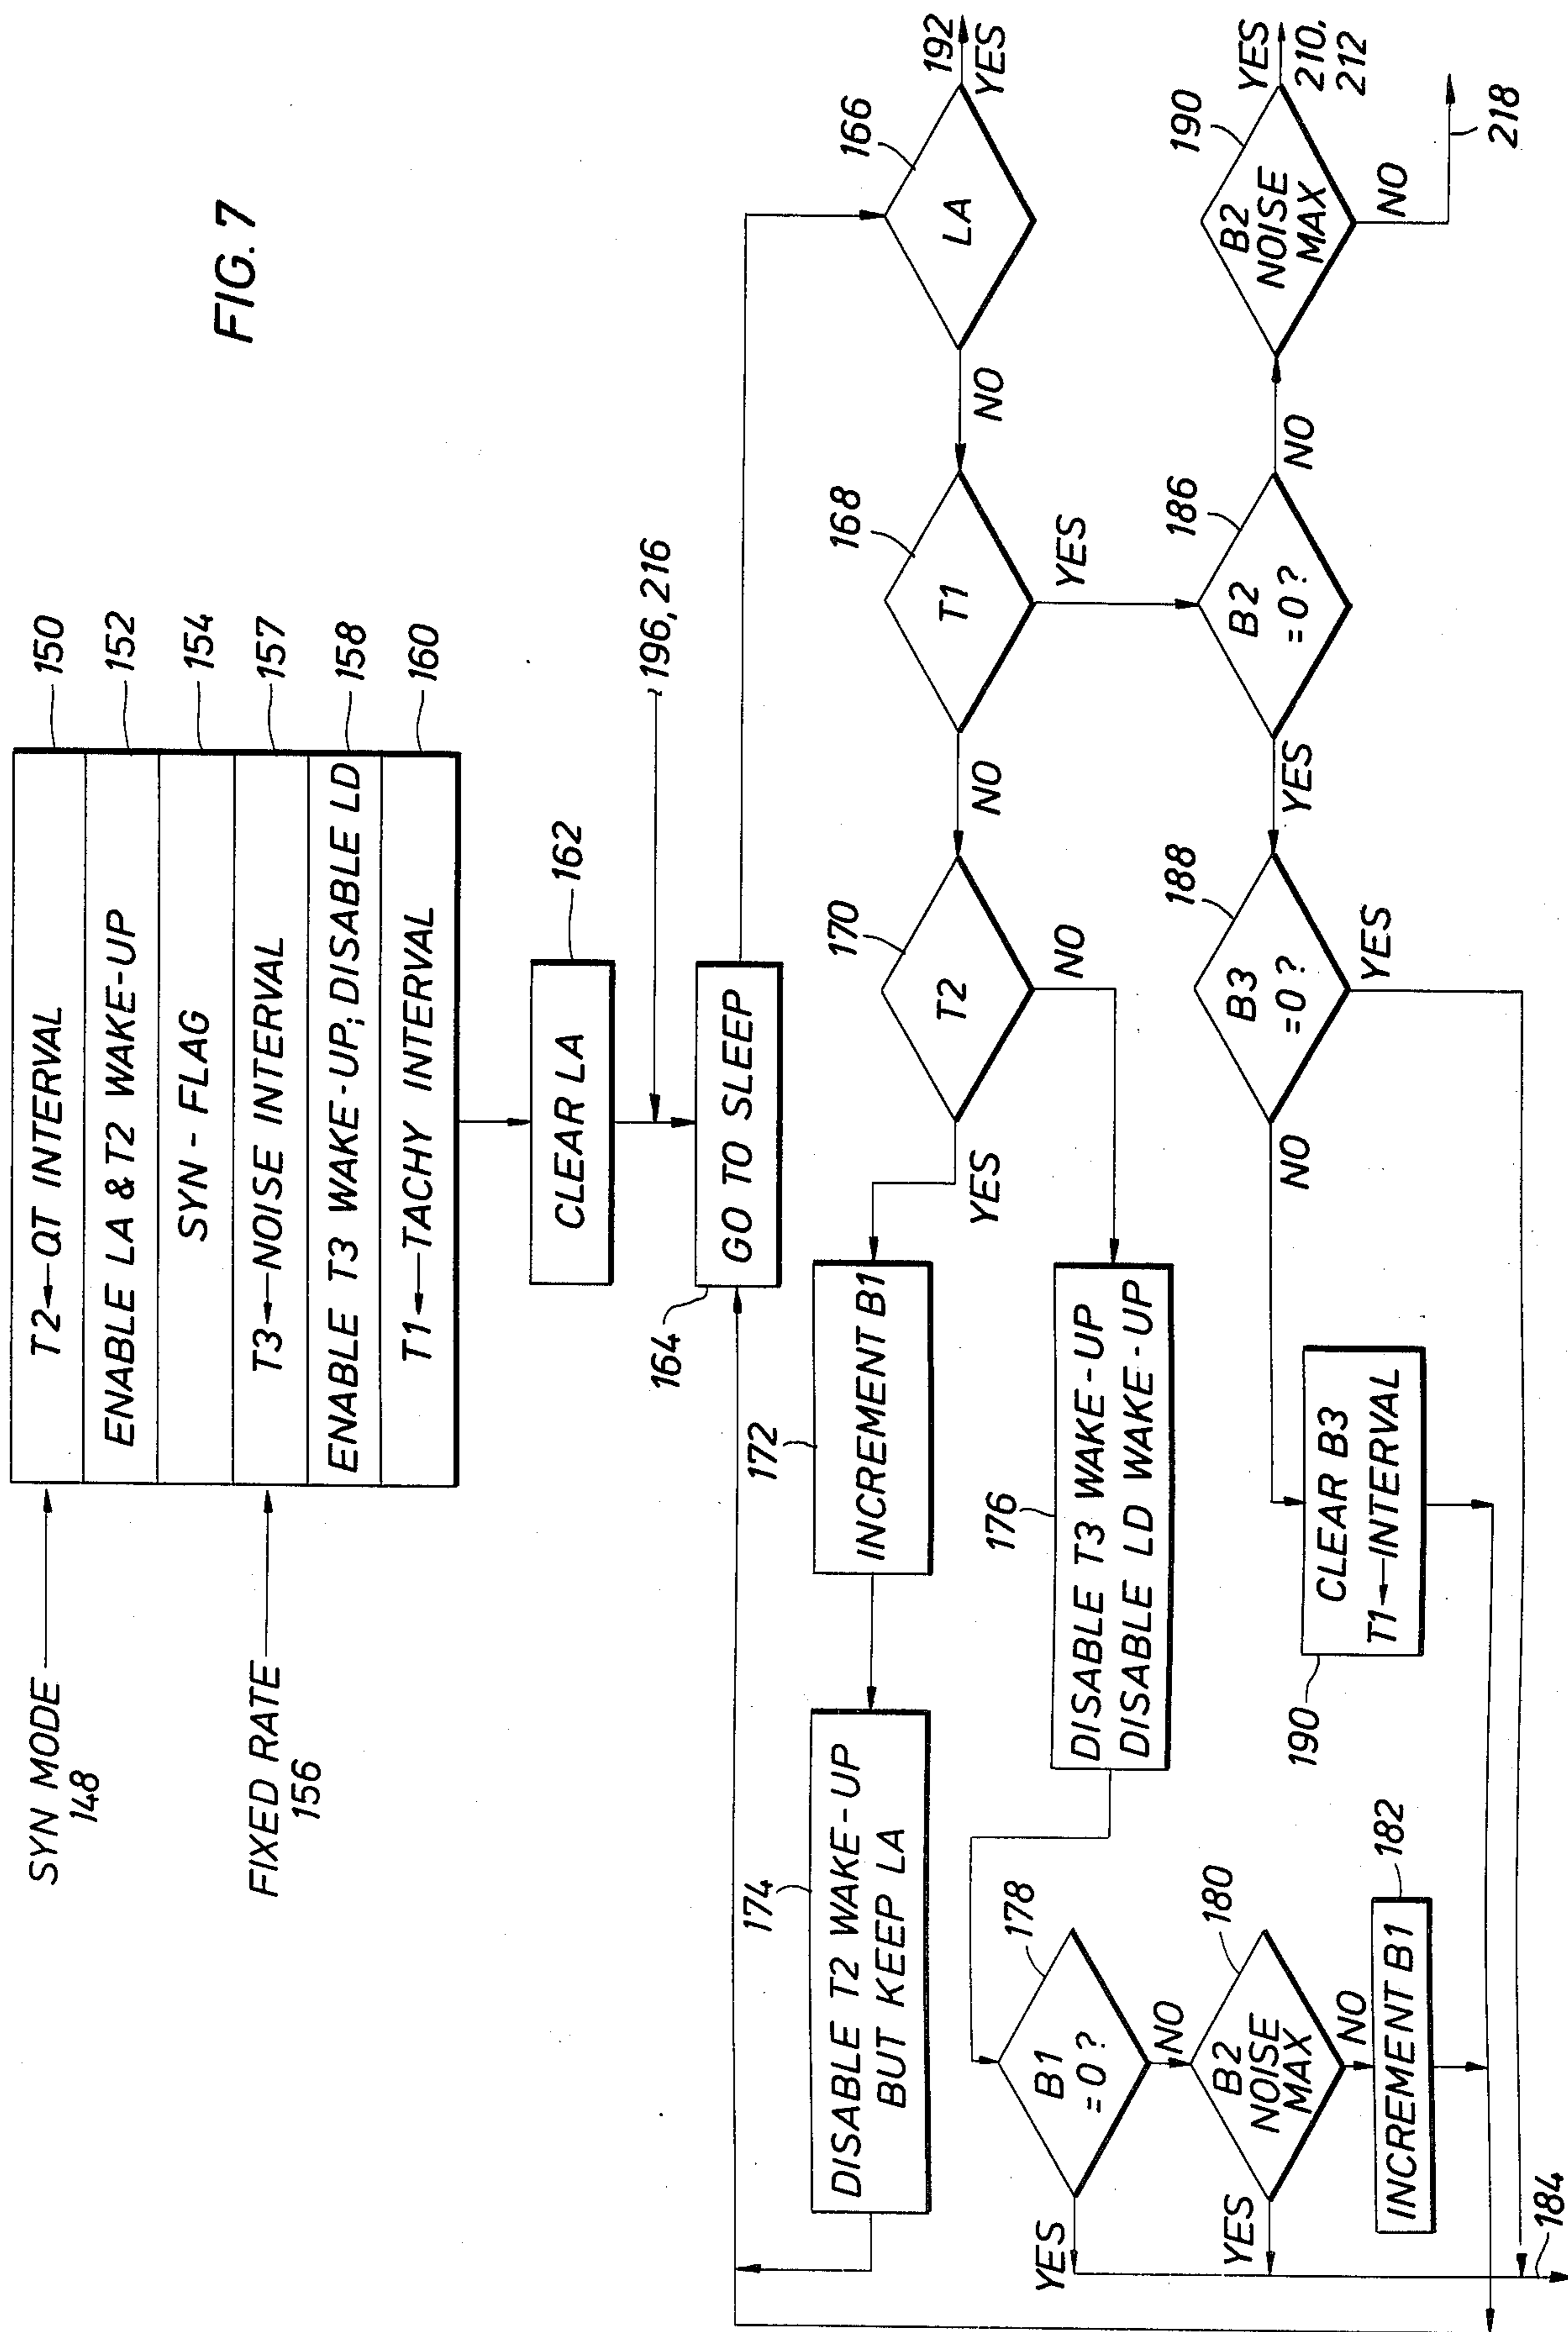 FIG. 7
SYN MODE
148
T2←QT INTERVAL
150
ENABLE LA & T2 WAKE-UP
152
SYN - FLAG
154
FIXED RATE
156
T3←NOISE INTERVAL
157
ENABLE T3 WAKE-UP; DISABLE LD
158
T1←TACHY INTERVAL
160
CLEAR LA
162
196, 216
164
GO TO SLEEP
174
DISABLE T2 WAKE-UP
BUT KEEP LA
172
INCREMENT B1
YES
170
T2
NO
NO
168
T1
YES
NO
166
LA
192
YES
176
DISABLE T3 WAKE-UP
DISABLE LD WAKE-UP
178
B1
= 0 ?
YES
NO
180
B2
NOISE
MAX
YES
NO
182
INCREMENT B1
184
190
CLEAR B3
T1←INTERVAL
NO
188
B3
=0 ?
YES
YES
186
B2
= 0 ?
NO
190
B2
NOISE
MAX
YES
210,
212
NO
218